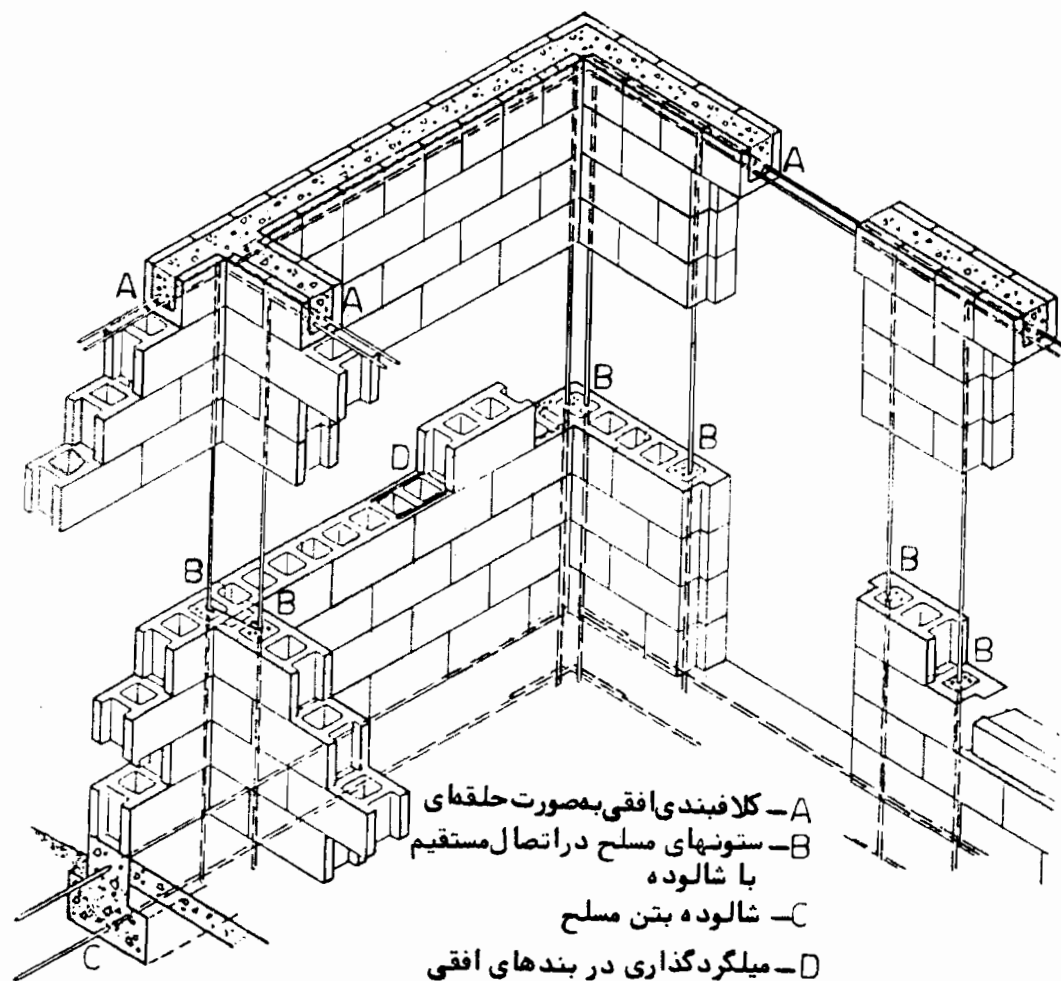 A
A
A
B
B
D
B
B
B
B
A – کلافبندی افقی به‌صورت حلقه‌ای
B – ستونهای مسلح در اتصال مستقیم
با شالوده
C – شالوده بتن مسلح
D – میلگردگذاری در بندهای افقی
C